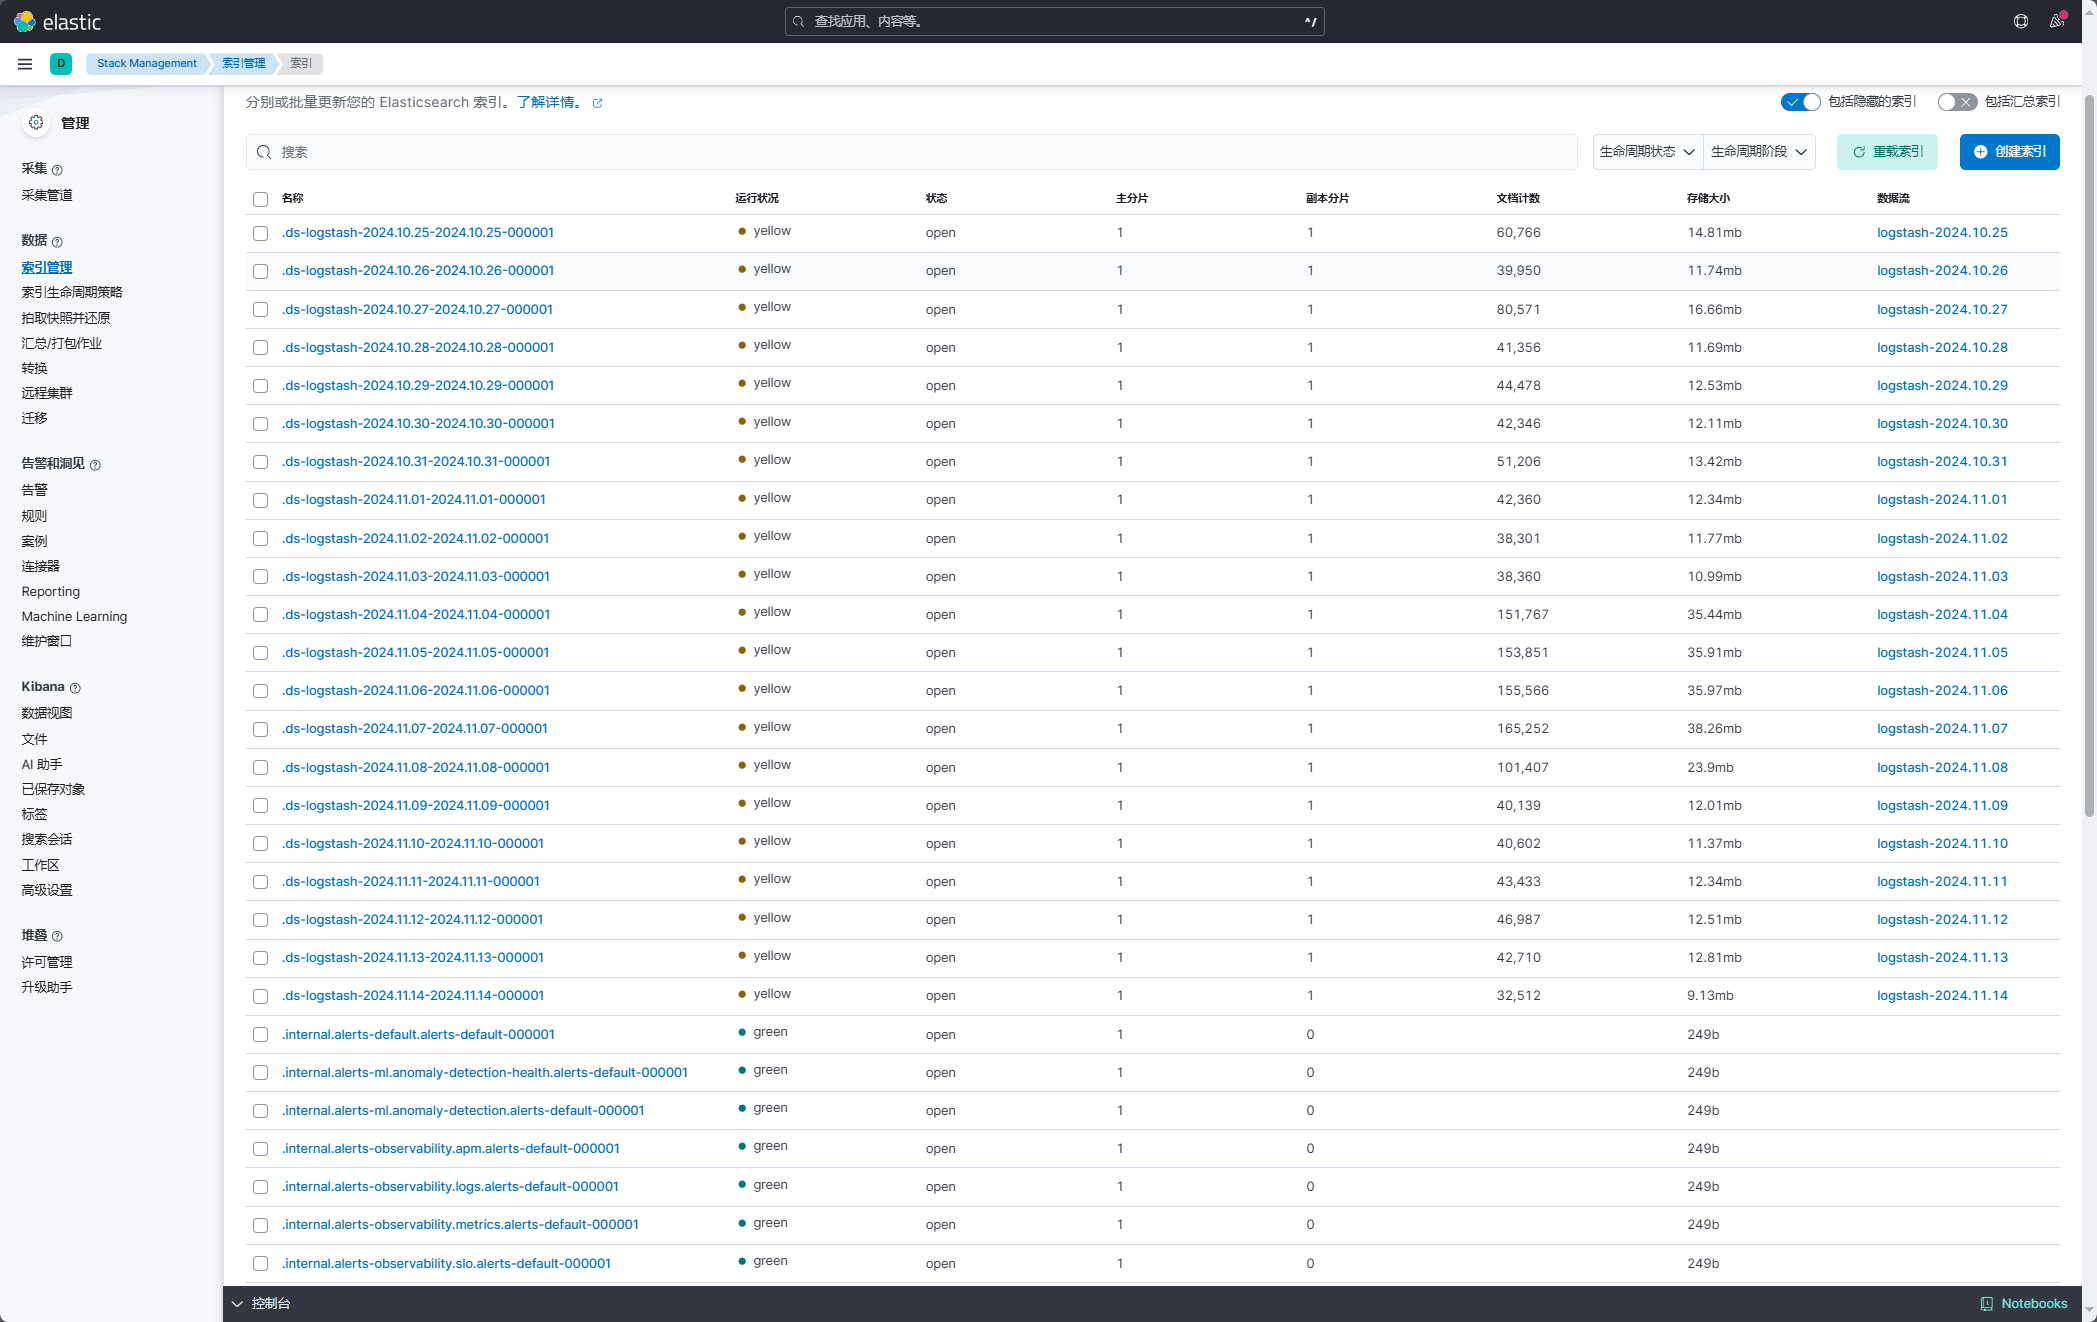 elastic
查找应用、内容等。
^/
D
Stack Management
索引管理
索引
分别或批量更新您的 Elasticsearch 索引。了解详情。
包括隐藏的索引
包括汇总索引
管理
采集
采集管道
数据
索引管理
索引生命周期策略
拍取快照并还原
汇总/打包作业
转换
远程集群
迁移
告警和洞见
告警
规则
案例
连接器
Reporting
Machine Learning
维护窗口
Kibana
数据视图
文件
AI 助手
已保存对象
标签
搜索会话
工作区
高级设置
堆叠
许可管理
升级助手
搜索
生命周期状态
生命周期阶段
重载索引
创建索引
名称 运行状况 状态 主分片 副本分片 文档计数 存储大小 数据流
.ds-logstash-2024.10.25-2024.10.25-000001 yellow open 1 1 60,766 14.81mb logstash-2024.10.25
.ds-logstash-2024.10.26-2024.10.26-000001 yellow open 1 1 39,950 11.74mb logstash-2024.10.26
.ds-logstash-2024.10.27-2024.10.27-000001 yellow open 1 1 80,571 16.66mb logstash-2024.10.27
.ds-logstash-2024.10.28-2024.10.28-000001 yellow open 1 1 41,356 11.69mb logstash-2024.10.28
.ds-logstash-2024.10.29-2024.10.29-000001 yellow open 1 1 44,478 12.53mb logstash-2024.10.29
.ds-logstash-2024.10.30-2024.10.30-000001 yellow open 1 1 42,346 12.11mb logstash-2024.10.30
.ds-logstash-2024.10.31-2024.10.31-000001 yellow open 1 1 51,206 13.42mb logstash-2024.10.31
.ds-logstash-2024.11.01-2024.11.01-000001 yellow open 1 1 42,360 12.34mb logstash-2024.11.01
.ds-logstash-2024.11.02-2024.11.02-000001 yellow open 1 1 38,301 11.77mb logstash-2024.11.02
.ds-logstash-2024.11.03-2024.11.03-000001 yellow open 1 1 38,360 10.99mb logstash-2024.11.03
.ds-logstash-2024.11.04-2024.11.04-000001 yellow open 1 1 151,767 35.44mb logstash-2024.11.04
.ds-logstash-2024.11.05-2024.11.05-000001 yellow open 1 1 153,851 35.91mb logstash-2024.11.05
.ds-logstash-2024.11.06-2024.11.06-000001 yellow open 1 1 155,566 35.97mb logstash-2024.11.06
.ds-logstash-2024.11.07-2024.11.07-000001 yellow open 1 1 165,252 38.26mb logstash-2024.11.07
.ds-logstash-2024.11.08-2024.11.08-000001 yellow open 1 1 101,407 23.9mb logstash-2024.11.08
.ds-logstash-2024.11.09-2024.11.09-000001 yellow open 1 1 40,139 12.01mb logstash-2024.11.09
.ds-logstash-2024.11.10-2024.11.10-000001 yellow open 1 1 40,602 11.37mb logstash-2024.11.10
.ds-logstash-2024.11.11-2024.11.11-000001 yellow open 1 1 43,433 12.34mb logstash-2024.11.11
.ds-logstash-2024.11.12-2024.11.12-000001 yellow open 1 1 46,987 12.51mb logstash-2024.11.12
.ds-logstash-2024.11.13-2024.11.13-000001 yellow open 1 1 42,710 12.81mb logstash-2024.11.13
.ds-logstash-2024.11.14-2024.11.14-000001 yellow open 1 1 32,512 9.13mb logstash-2024.11.14
.internal.alerts-default.alerts-default-000001 green open 1 0 249b
.internal.alerts-ml.anomaly-detection-health.alerts-default-000001 green open 1 0 249b
.internal.alerts-ml.anomaly-detection.alerts-default-000001 green open 1 0 249b
.internal.alerts-observability.apm.alerts-default-000001 green open 1 0 249b
.internal.alerts-observability.logs.alerts-default-000001 green open 1 0 249b
.internal.alerts-observability.metrics.alerts-default-000001 green open 1 0 249b
.internal.alerts-observability.slo.alerts-default-000001 green open 1 0 249b
控制台
Notebooks